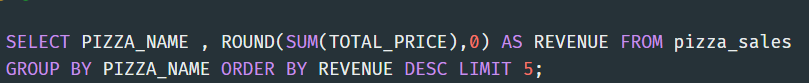 SELECT PIZZA_NAME , ROUND(SUM(TOTAL_PRICE),0) AS REVENUE FROM pizza_sales
GROUP BY PIZZA_NAME ORDER BY REVENUE DESC LIMIT 5;